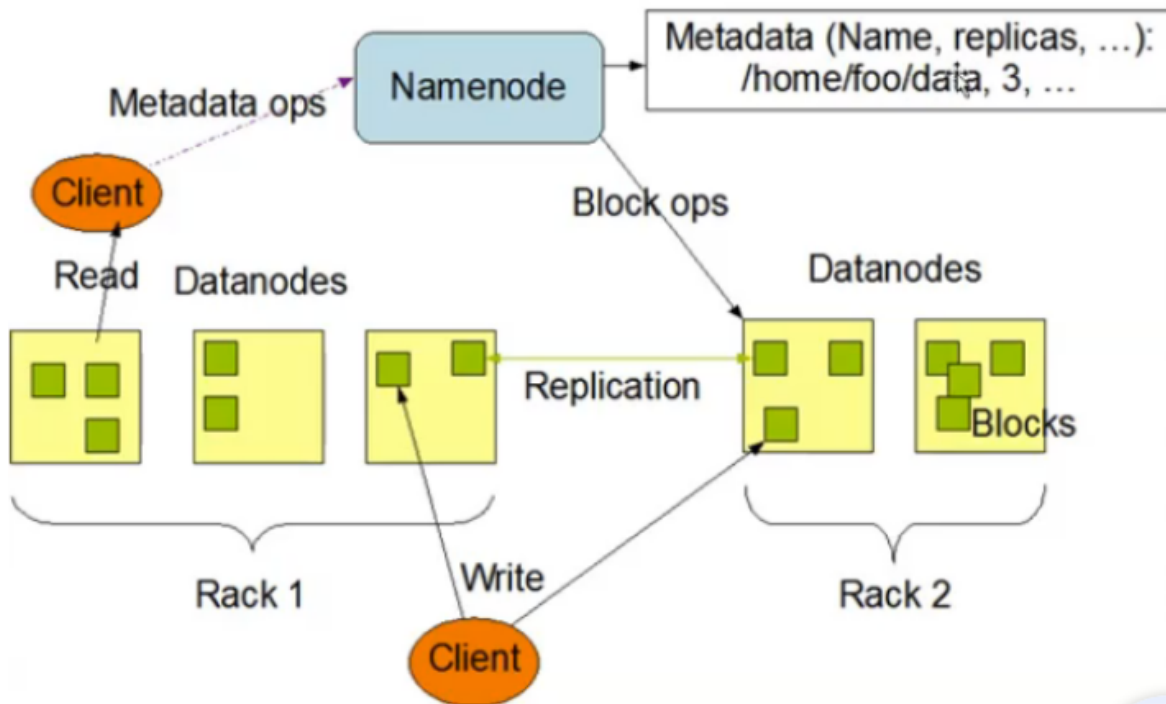 Metadata (Name, replicas, ...):
/home/foo/data, 3, ...
Namenode
Metadata ops
Client
Block ops
Read
Datanodes
Datanodes
Replication
Blocks
Rack 1
Write
Rack 2
Client